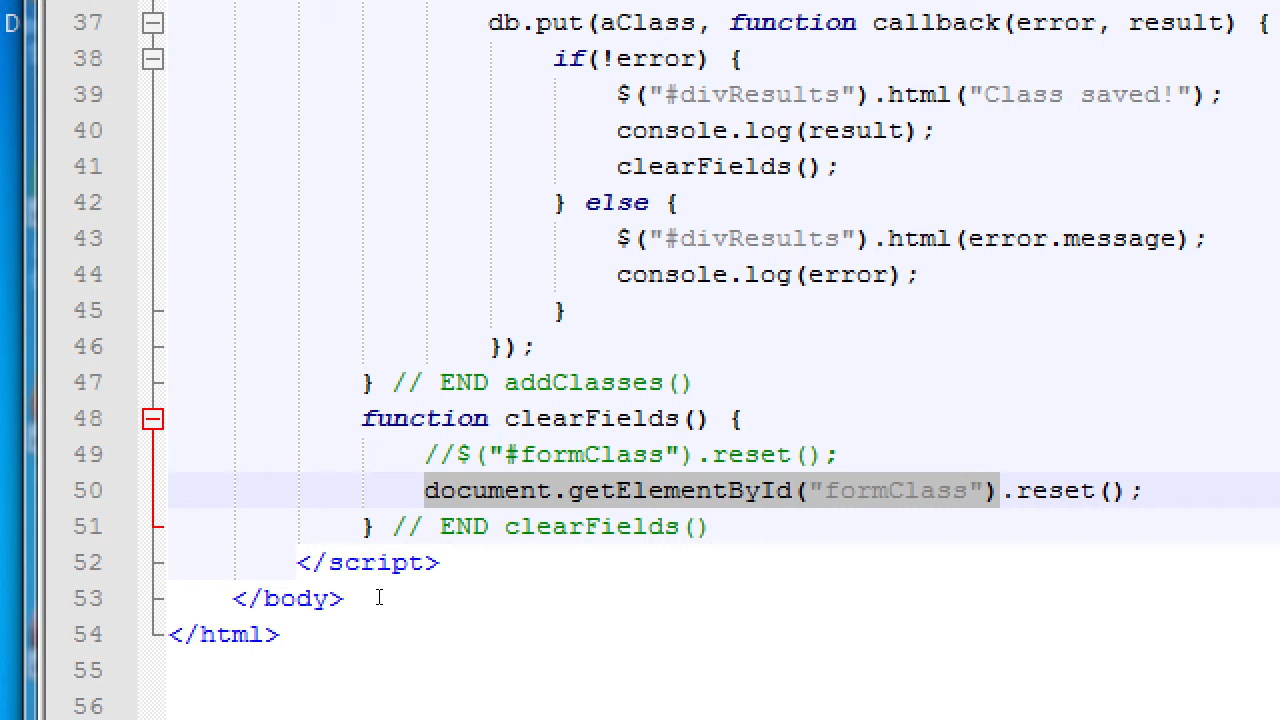 D
37 db.put(aClass, function callback(error, result) {
38 if(!error) {
39 $("#divResults").html("Class saved!");
40 console.log(result);
41 clearFields();
42 } else {
43 $("#divResults").html(error.message);
44 console.log(error);
45 }
46 });
47 } // END addClasses()
48 function clearFields() {
49 //$("#formClass").reset();
50 document.getElementById("formClass").reset();
51 } // END clearFields()
52 </script>
53 </body>
54 </html>
55
56